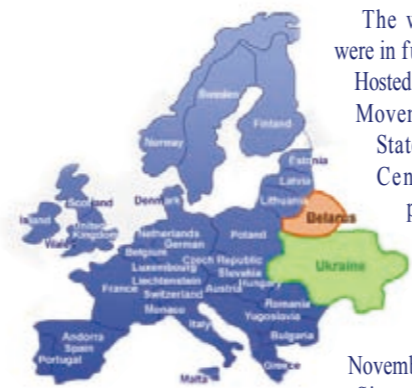 The w
were in fu
Hosted
Movem
State
Cen
p
Novemb
Sweden
Finland
Norway
Estonia
Latvia
Lithuania
Scotland
Denmark
Ireland
United
Kingdom
Wales
Belarus
Netherlands
German
Poland
Belgium
Ukraine
Luxembourg
Czech Republic
Liechtenstein
Slovakia
France
Switzerland
Austria
Hungary
Monaco
Romania
Italy
Yugoslavia
Andorra
Spain
Bulgaria
Portugal
Greece
Malta